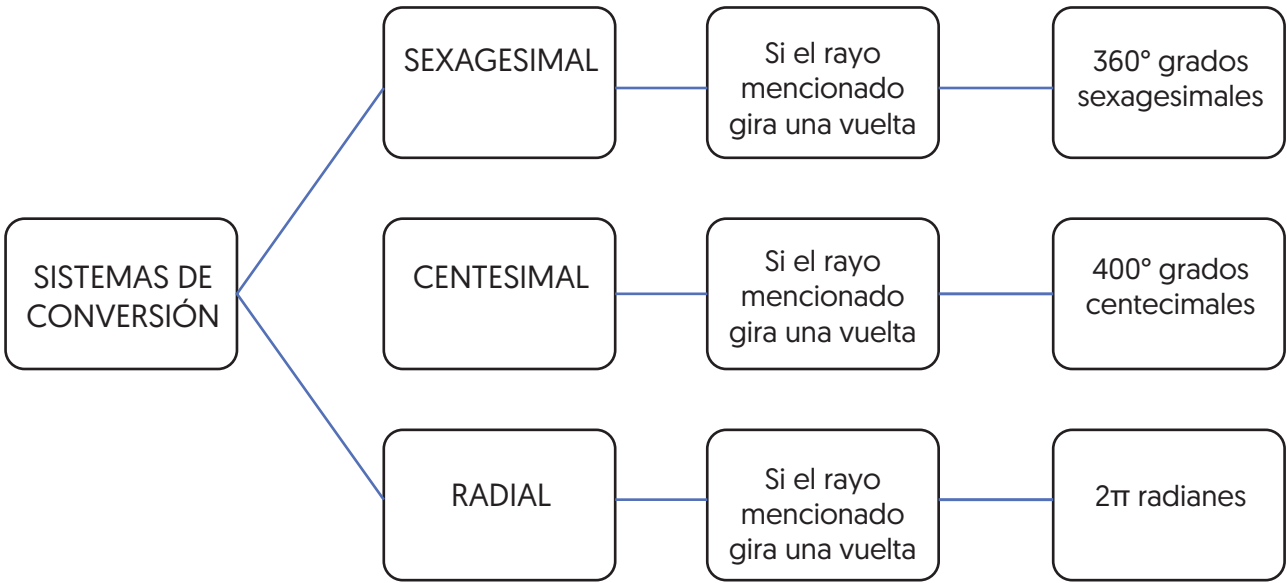 SISTEMAS DE
CONVERSIÓN
SEXAGESIMAL
Si el rayo
mencionado
gira una vuelta
360° grados
sexagesimales
CENTESIMAL
Si el rayo
mencionado
gira una vuelta
400° grados
centecimales
RADIAL
Si el rayo
mencionado
gira una vuelta
2π radianes